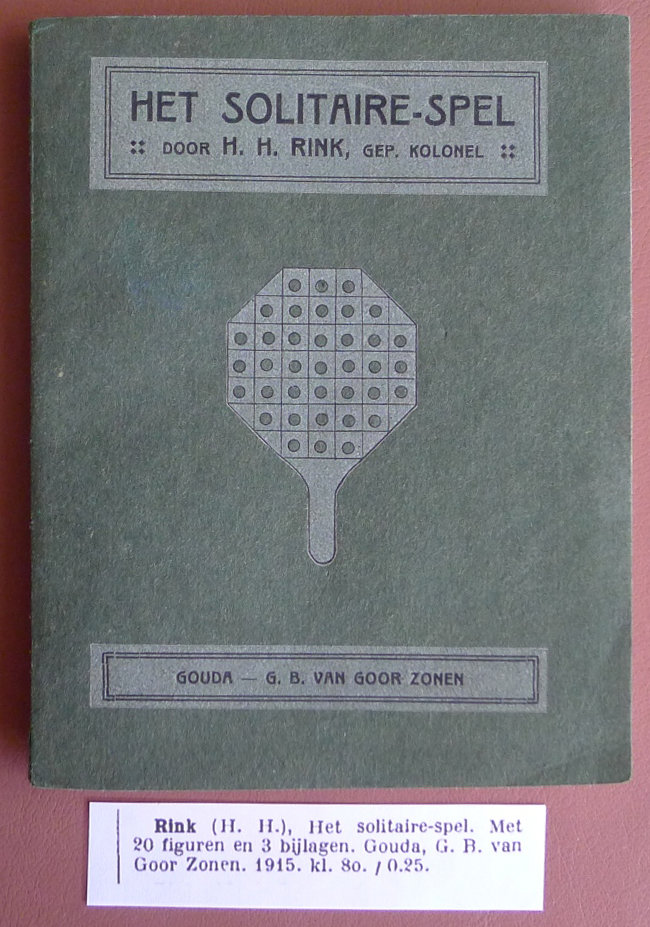 HET SOLITAIRE-SPEL
DOOR H. H. RINK, GEP. KOLONEL
GOUDA — G. B. VAN GOOR ZONEN
Rink (H. H.), Het solitaire-spel. Met
20 figuren en 3 bijlagen. Gouda, G. B. van
Goor Zonen. 1915. kl. 8o. ƒ 0.25.